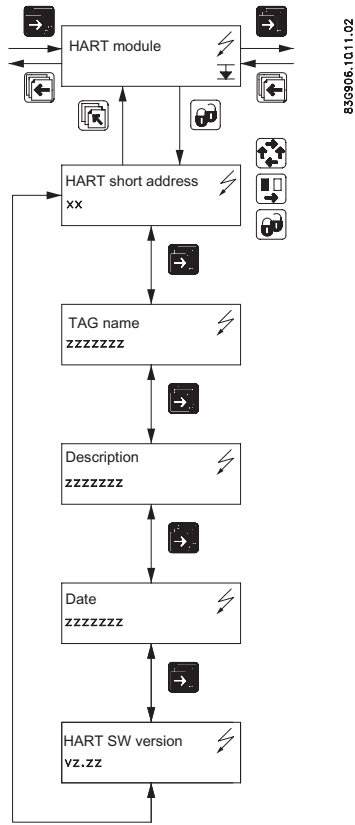 HART module
83G906.1011.02
HART short address
xx
TAG name
zzzzzzz
Description
zzzzzzz
Date
zzzzzzz
HART SW version
vz.zz